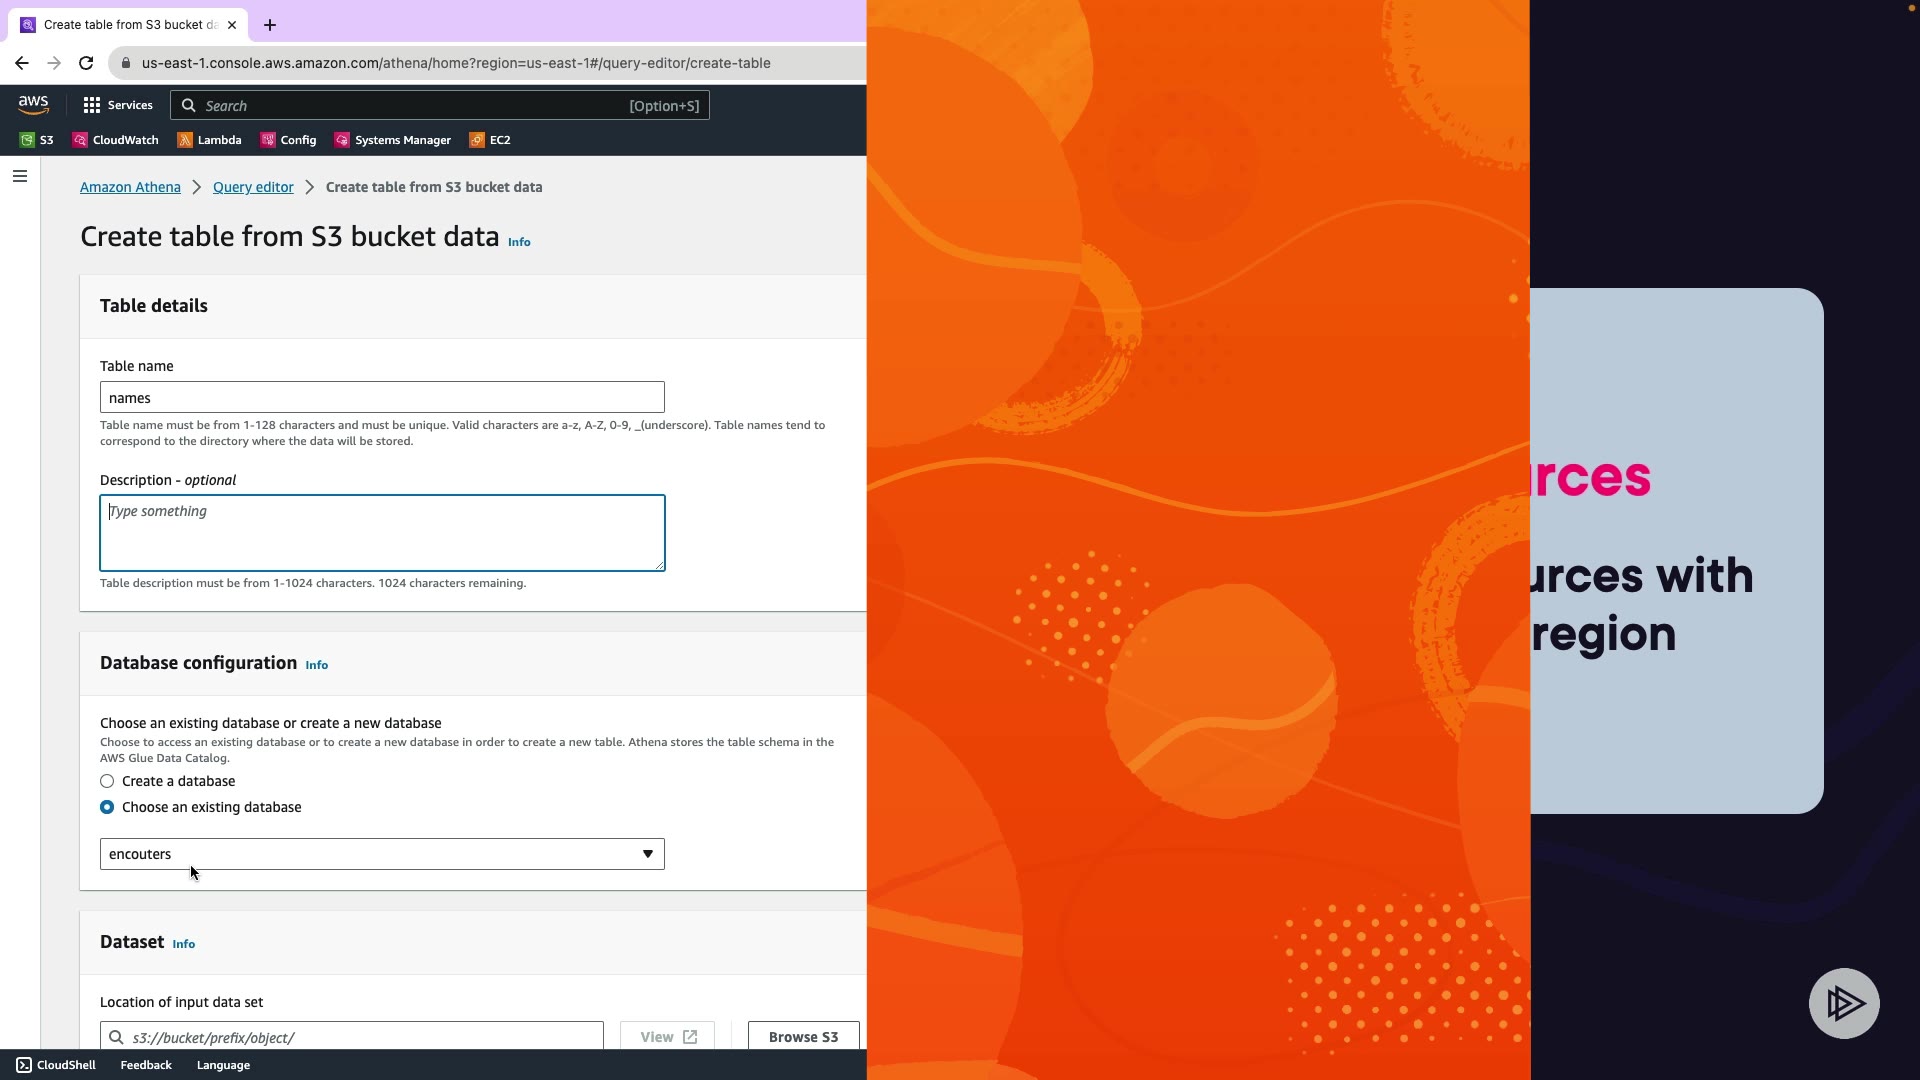 Create table from S3 bucket da
us-east-1.console.aws.amazon.com/athena/home?region=us-east-1#/query-editor/create-table
aws
Services
Search
[Option+S]
S3
CloudWatch
Lambda
Config
Systems Manager
EC2
Amazon Athena
Query editor
Create table from S3 bucket data
Create table from S3 bucket data Info
Table details
Table name
names
Table name must be from 1-128 characters and must be unique. Valid characters are a-z, A-Z, 0-9, _(underscore). Table names tend to
correspond to the directory where the data will be stored.
Description - optional
Type something
Table description must be from 1-1024 characters. 1024 characters remaining.
Database configuration Info
Choose an existing database or create a new database
Choose to access an existing database or to create a new database in order to create a new table. Athena stores the table schema in the
AWS Glue Data Catalog.
Create a database
Choose an existing database
encouters
Dataset Info
Location of input data set
s3://bucket/prefix/object/
View
Browse S3
CloudShell
Feedback
Language
rces
urces with
region